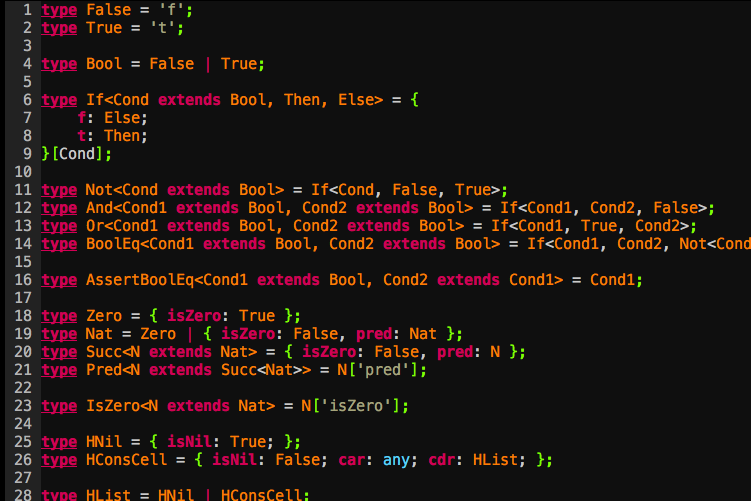 1 type False = 'f';
2 type True = 't';
3
4 type Bool = False | True;
5
6 type If<Cond extends Bool, Then, Else> = {
7     f: Else;
8     t: Then;
9 }[Cond];
10
11 type Not<Cond extends Bool> = If<Cond, False, True>;
12 type And<Cond1 extends Bool, Cond2 extends Bool> = If<Cond1, Cond2, False>;
13 type Or<Cond1 extends Bool, Cond2 extends Bool> = If<Cond1, True, Cond2>;
14 type BoolEq<Cond1 extends Bool, Cond2 extends Bool> = If<Cond1, Cond2, Not<Cond
15
16 type AssertBoolEq<Cond1 extends Bool, Cond2 extends Cond1> = Cond1;
17
18 type Zero = { isZero: True };
19 type Nat = Zero | { isZero: False, pred: Nat };
20 type Succ<N extends Nat> = { isZero: False, pred: N };
21 type Pred<N extends Succ<Nat>> = N['pred'];
22
23 type IsZero<N extends Nat> = N['isZero'];
24
25 type HNil = { isNil: True; };
26 type HConsCell = { isNil: False; car: any; cdr: HList; };
27
28 type HList = HNil | HConsCell;